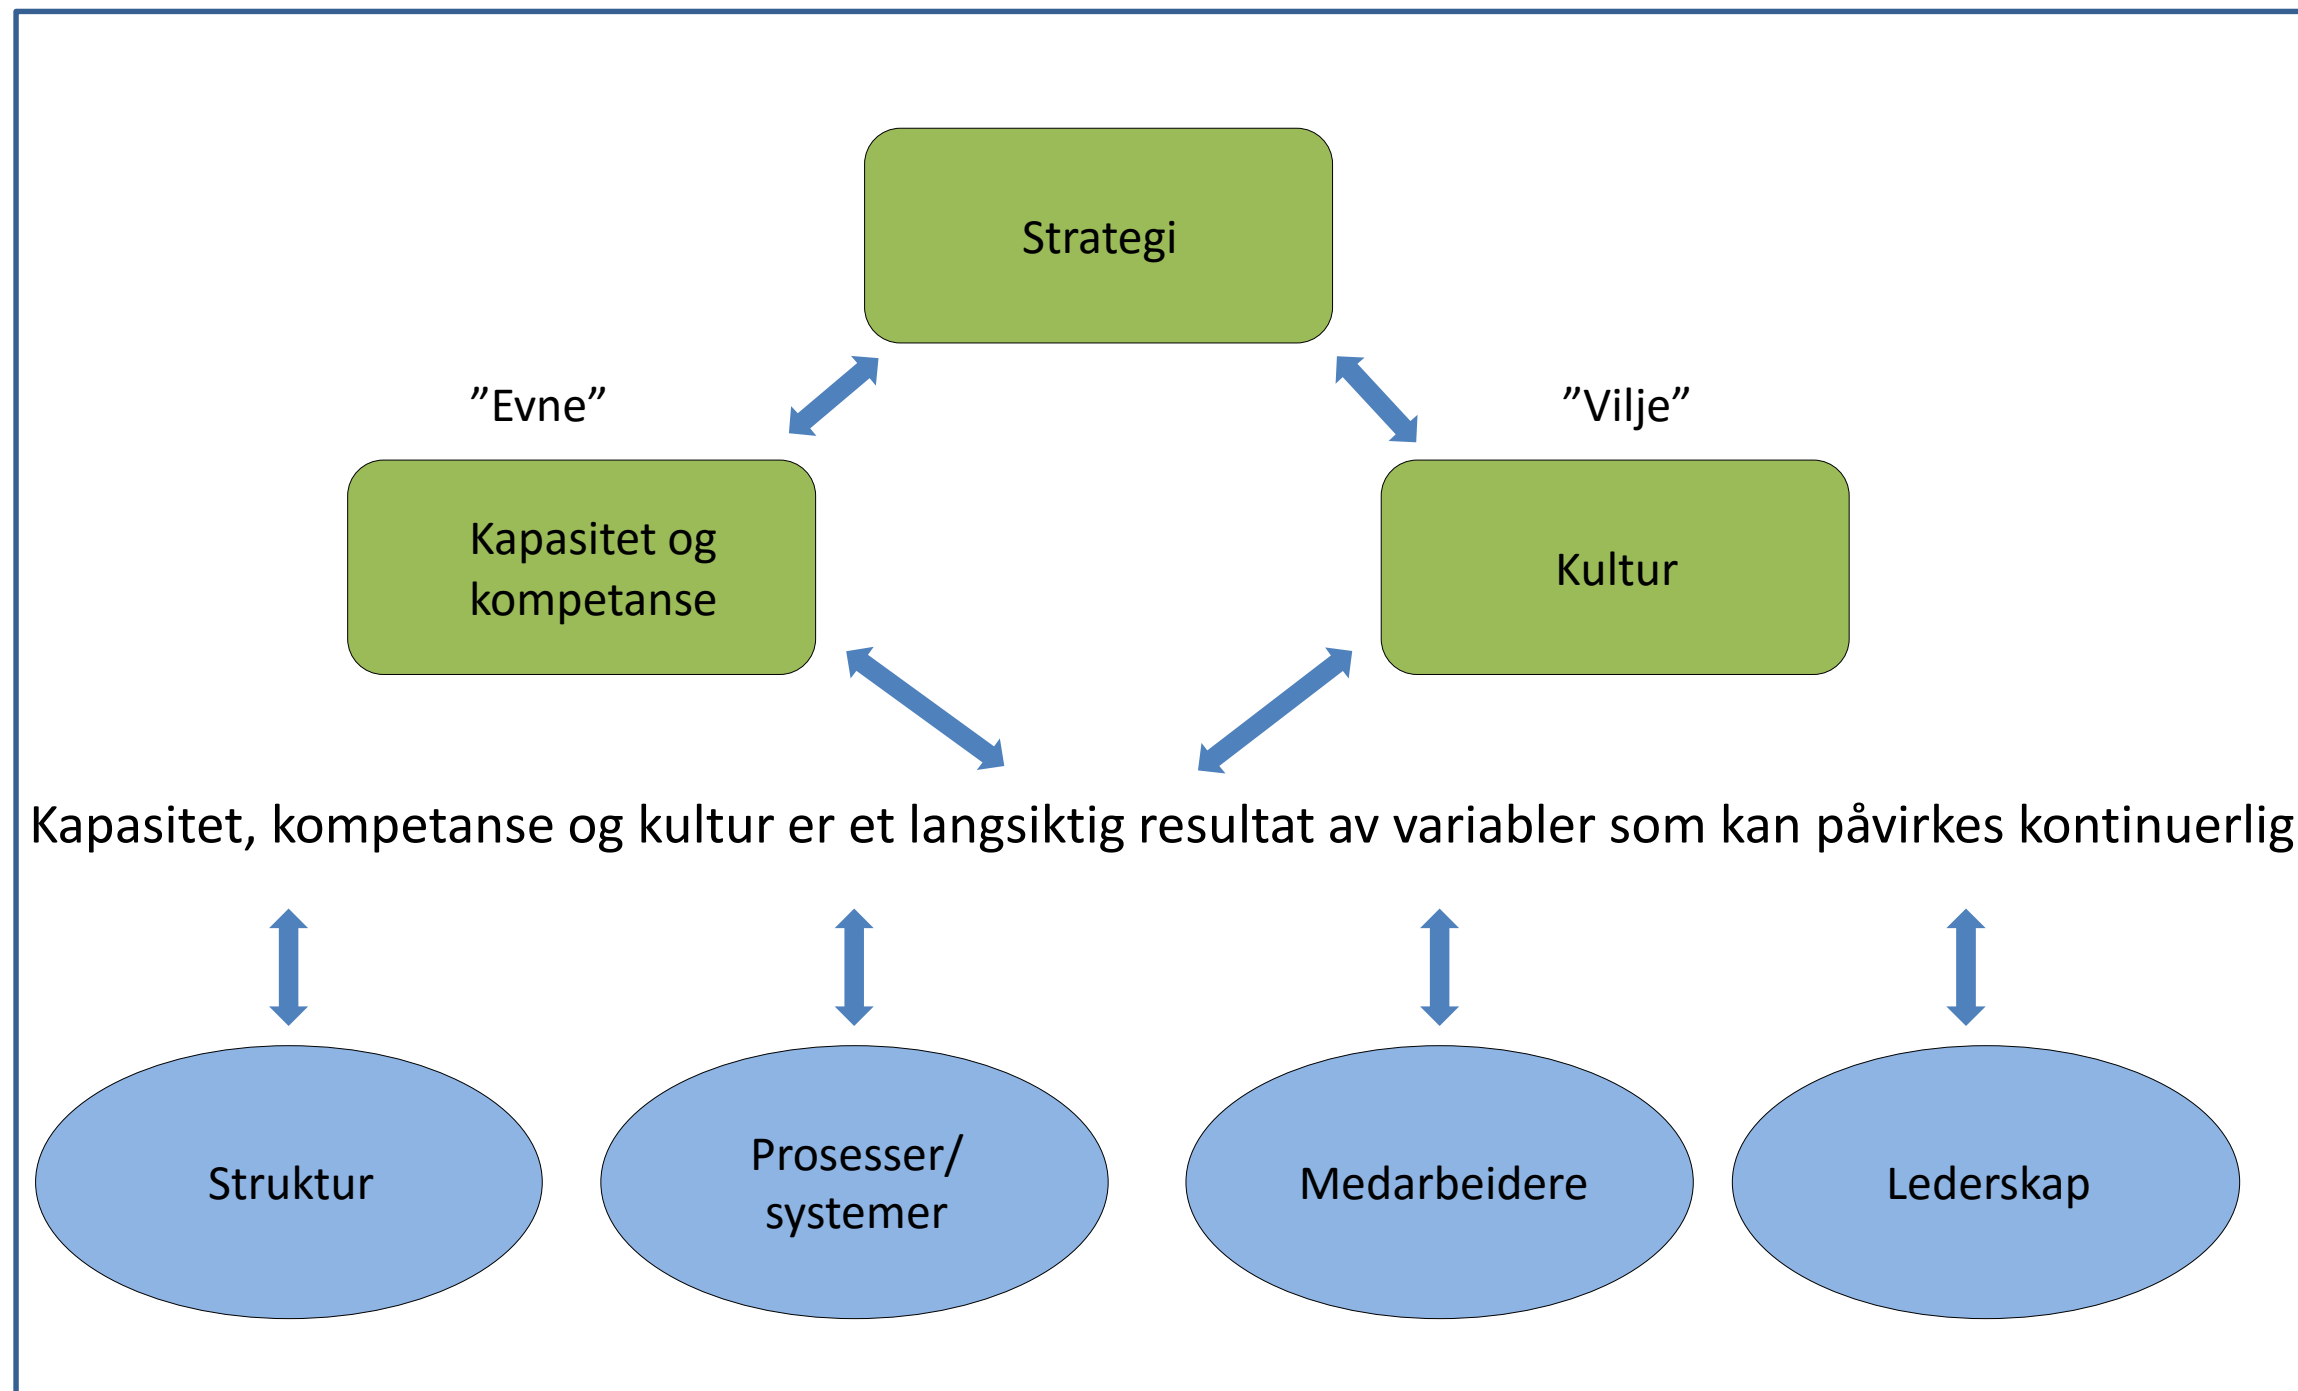 Strategi
”Evne”
”Vilje”
Kapasitet og
kompetanse
Kultur
Kapasitet, kompetanse og kultur er et langsiktig resultat av variabler som kan påvirkes kontinuerlig
Struktur
Prosesser/
systemer
Medarbeidere
Lederskap